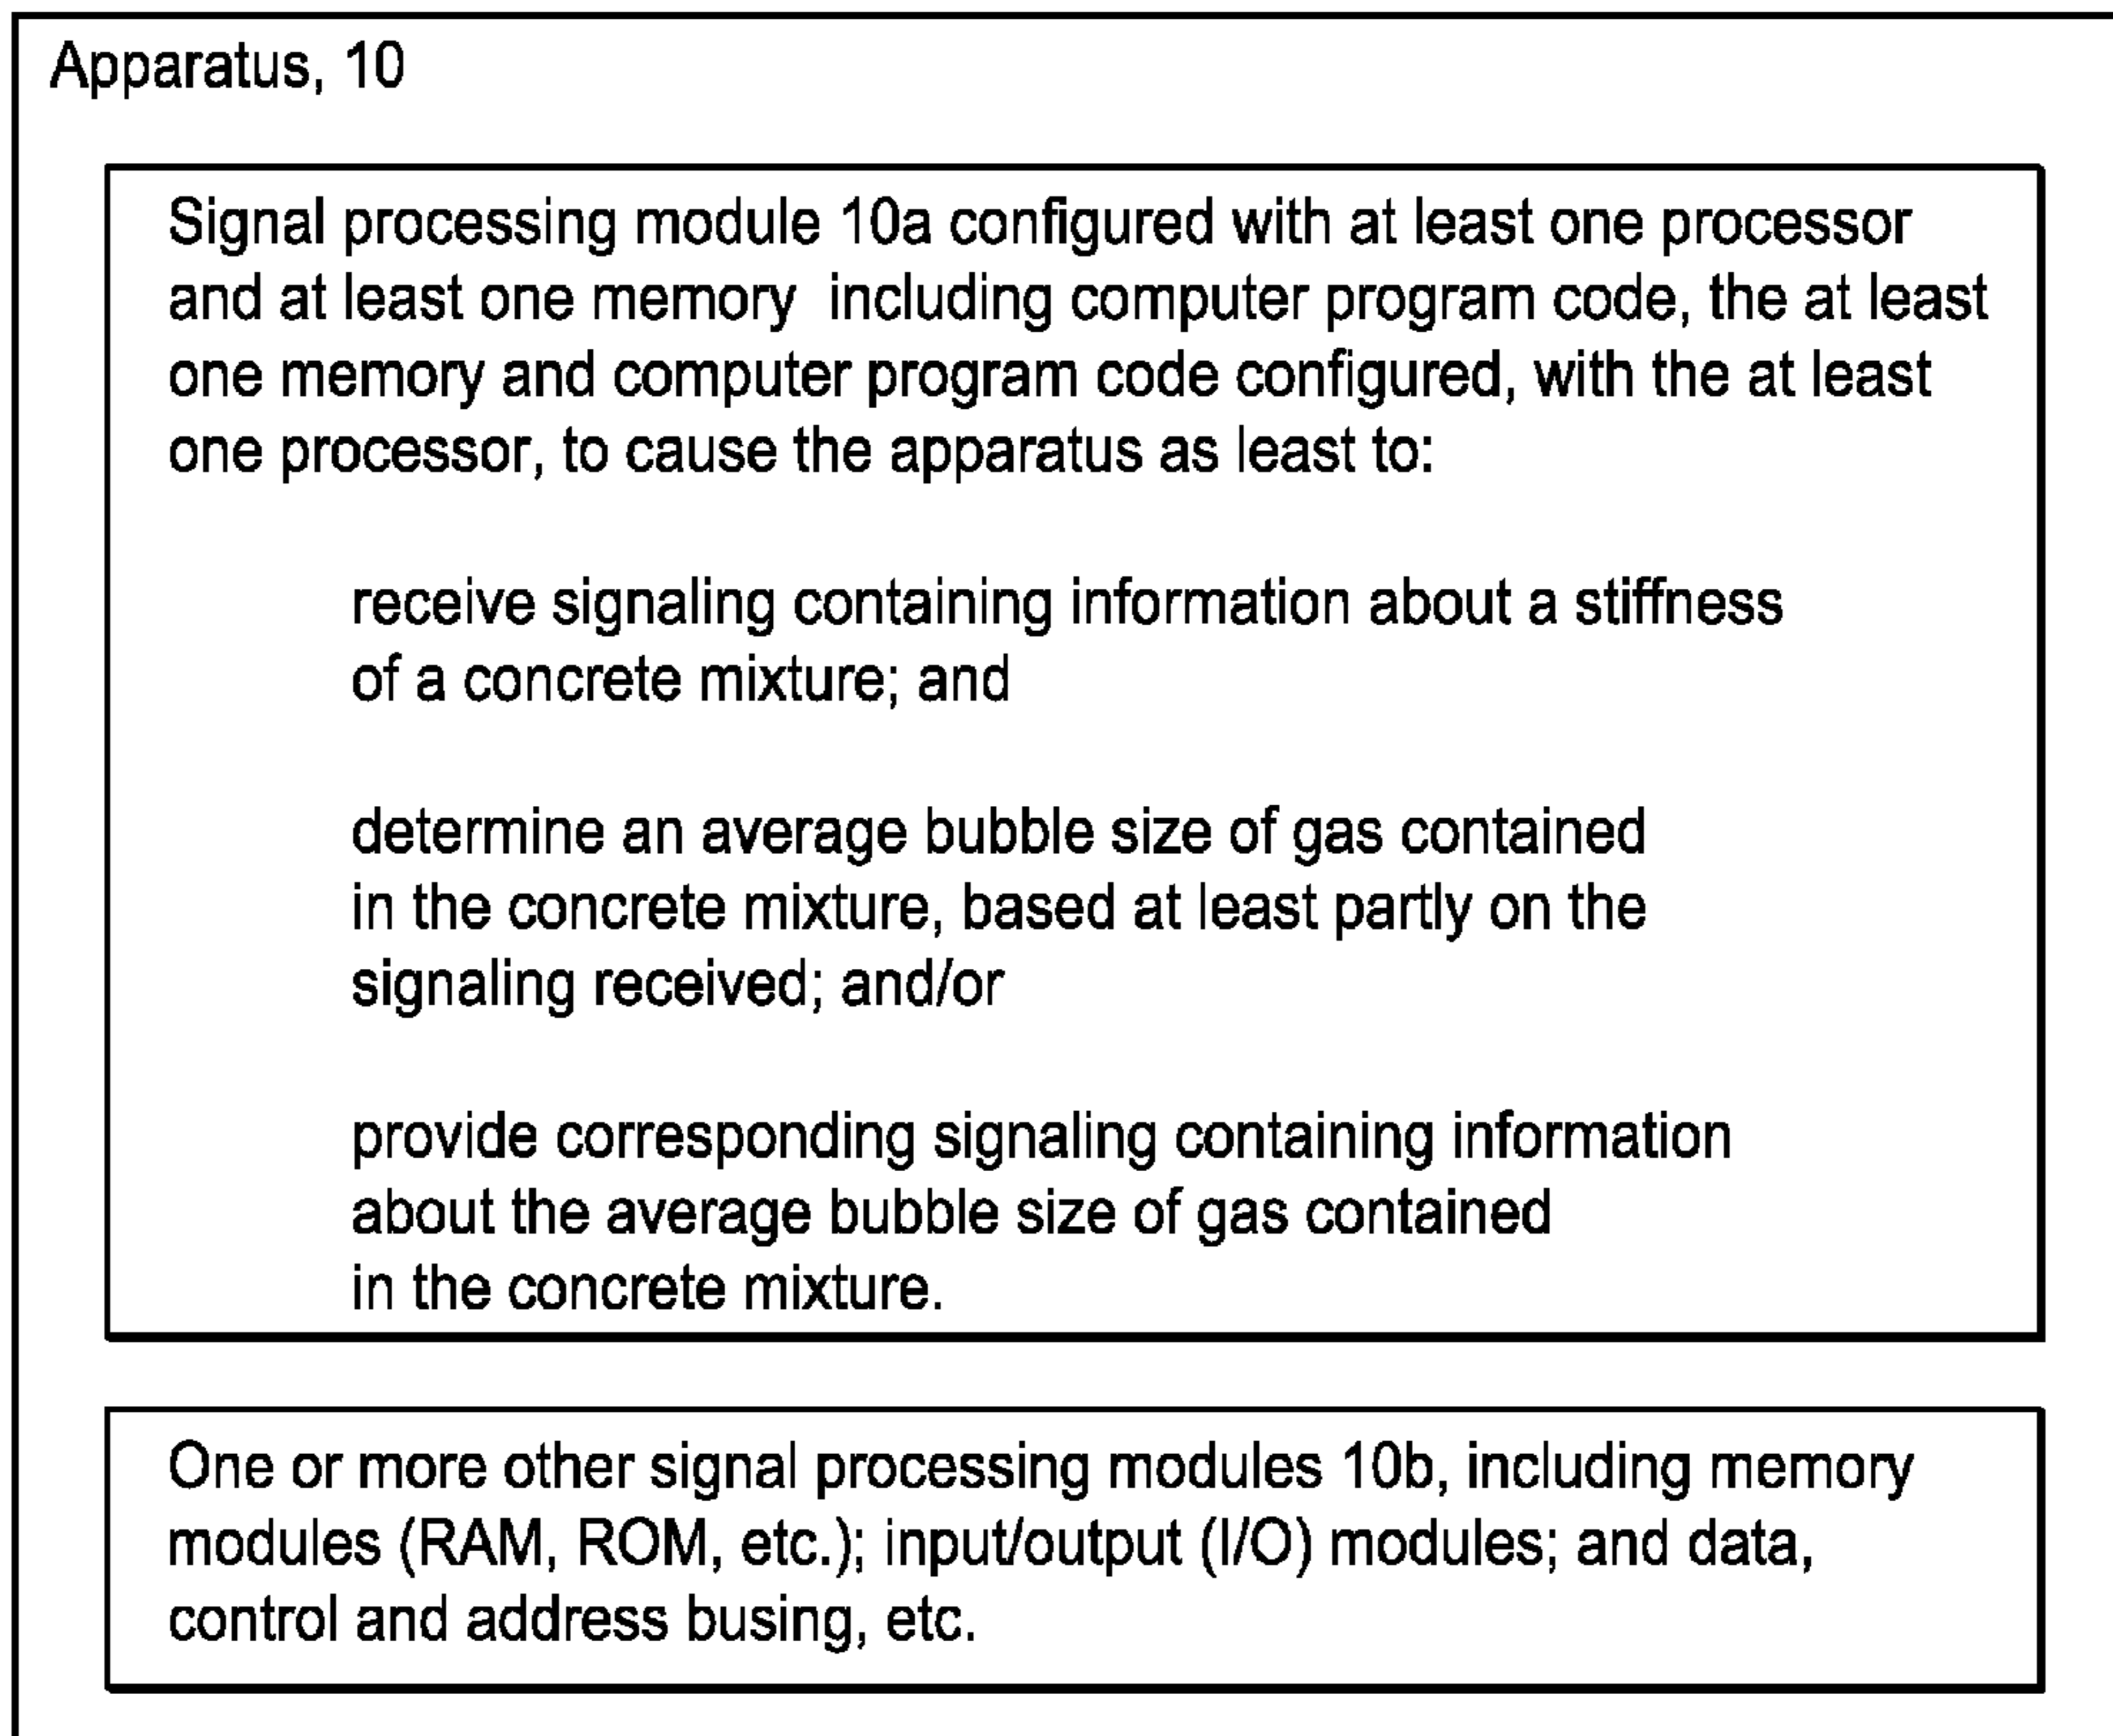 Apparatus, 10
Signal processing module 10a configured with at least one processor
and at least one memory including computer program code, the at least
one memory and computer program code configured, with the at least
one processor, to cause the apparatus as least to:
receive signaling containing information about a stiffness
of a concrete mixture; and
determine an average bubble size of gas contained
in the concrete mixture, based at least partly on the
signaling received; and/or
provide corresponding signaling containing information
about the average bubble size of gas contained
in the concrete mixture.
One or more other signal processing modules 10b, including memory
modules (RAM, ROM, etc.); input/output (I/O) modules; and data,
control and address busing, etc.